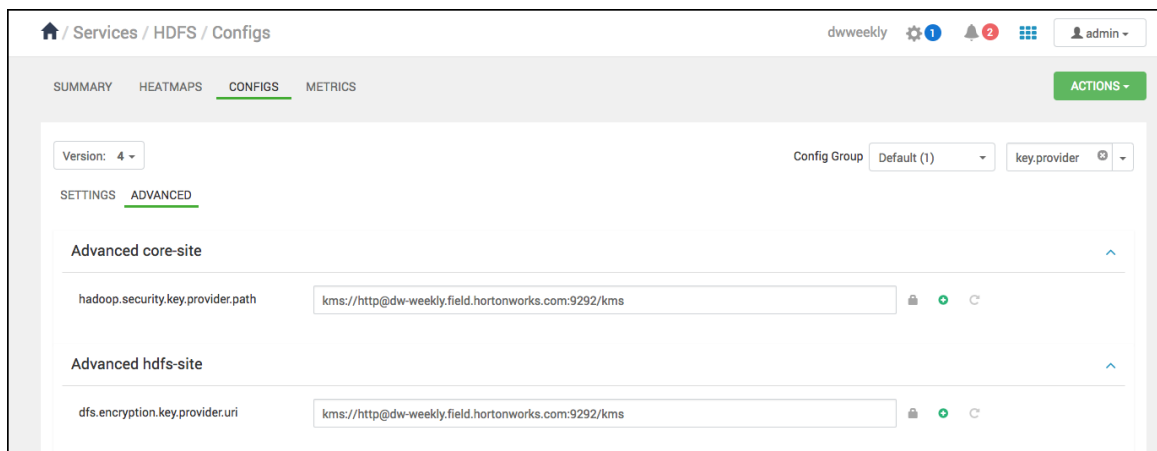 / Services / HDFS / Configs
dwweekly 1 2 admin
SUMMARY HEATMAPS CONFIGS METRICS
ACTIONS
Version: 4
Config Group Default (1) key.provider
SETTINGS ADVANCED
Advanced core-site
hadoop.security.key.provider.path kms://http@dw-weekly.field.hortonworks.com:9292/kms
Advanced hdfs-site
dfs.encryption.key.provider.uri kms://http@dw-weekly.field.hortonworks.com:9292/kms